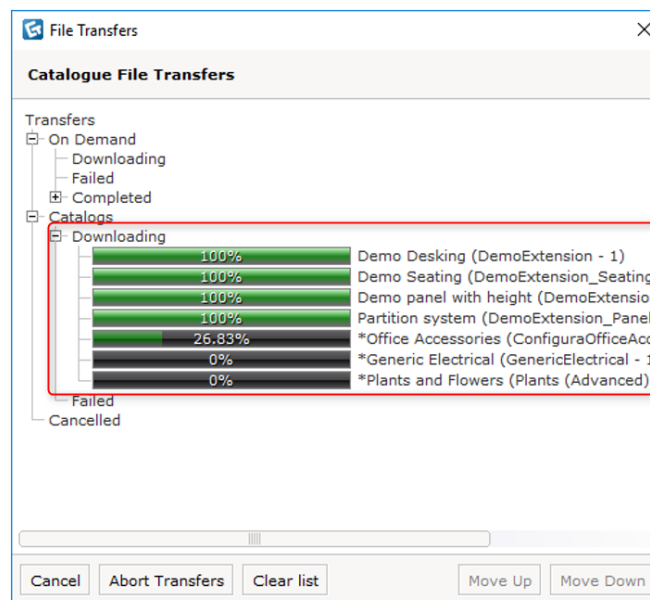 File Transfers
Catalogue File Transfers
Transfers
On Demand
Downloading
Failed
Completed
Catalogs
Downloading
100% Demo Desking (DemoExtension - 1)
100% Demo Seating (DemoExtension_Seating
100% Demo panel with height (DemoExtensio
100% Partition system (DemoExtension_Panel
26.83% *Office Accessories (ConfiguraOfficeAcc
0% *Generic Electrical (GenericElectrical - 1
0% *Plants and Flowers (Plants (Advanced)
Failed
Cancelled
Cancel Abort Transfers Clear list Move Up Move Down